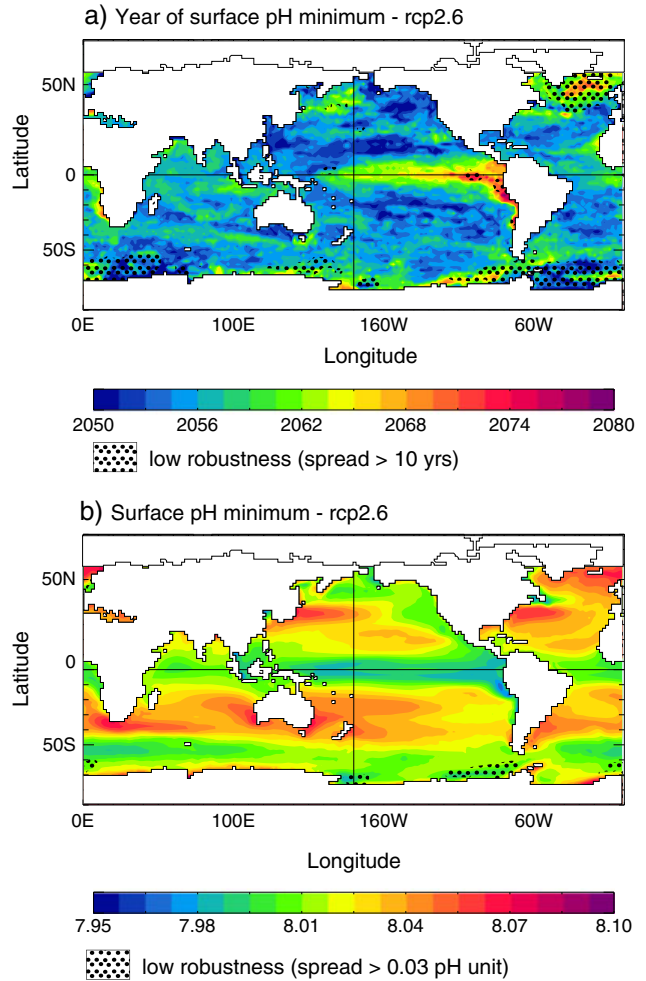 a) Year of surface pH minimum - rcp2.6
50N
0
50S
Latitude
0E 100E 160W 60W
Longitude
2050 2056 2062 2068 2074 2080
low robustness (spread > 10 yrs)
b) Surface pH minimum - rcp2.6
50N
0
50S
Latitude
0E 100E 160W 60W
Longitude
7.95 7.98 8.01 8.04 8.07 8.10
low robustness (spread > 0.03 pH unit)